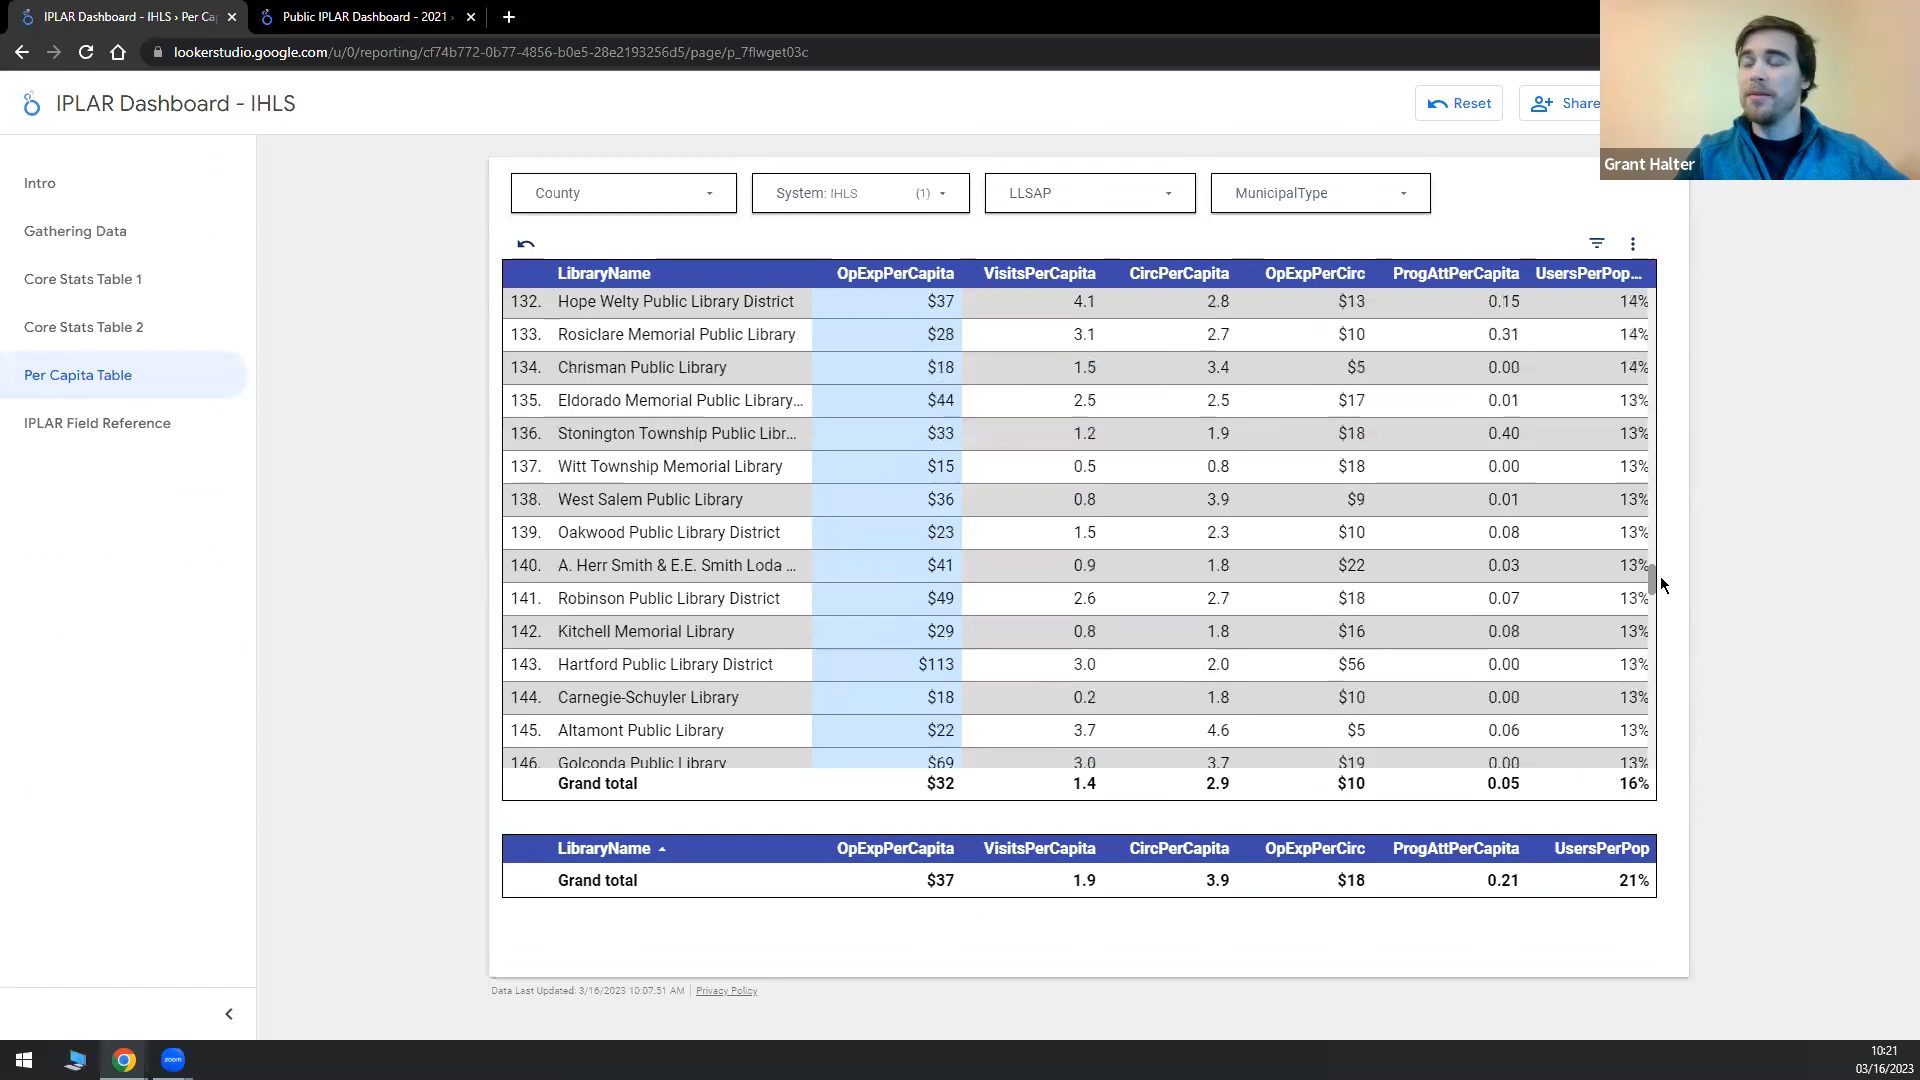 IPLAR Dashboard - IHLS › Per Ca
Public IPLAR Dashboard - 2021 ›
lookerstudio.google.com/u/0/reporting/cf74b772-0b77-4856-b0e5-28e2193256d5/page/p_7flwget03c
IPLAR Dashboard - IHLS
Reset
Share
Grant Halter
Intro
Gathering Data
Core Stats Table 1
Core Stats Table 2
Per Capita Table
IPLAR Field Reference
County
System: IHLS (1)
LLSAP
MunicipalType
LibraryName OpExpPerCapita VisitsPerCapita CircPerCapita OpExpPerCirc ProgAttPerCapita UsersPerPop...
132. Hope Welty Public Library District $37 4.1 2.8 $13 0.15 14%
133. Rosiclare Memorial Public Library $28 3.1 2.7 $10 0.31 14%
134. Chrisman Public Library $18 1.5 3.4 $5 0.00 14%
135. Eldorado Memorial Public Library... $44 2.5 2.5 $17 0.01 13%
136. Stonington Township Public Libr... $33 1.2 1.9 $18 0.40 13%
137. Witt Township Memorial Library $15 0.5 0.8 $18 0.00 13%
138. West Salem Public Library $36 0.8 3.9 $9 0.01 13%
139. Oakwood Public Library District $23 1.5 2.3 $10 0.08 13%
140. A. Herr Smith & E.E. Smith Loda ... $41 0.9 1.8 $22 0.03 13%
141. Robinson Public Library District $49 2.6 2.7 $18 0.07 13%
142. Kitchell Memorial Library $29 0.8 1.8 $16 0.08 13%
143. Hartford Public Library District $113 3.0 2.0 $56 0.00 13%
144. Carnegie-Schuyler Library $18 0.2 1.8 $10 0.00 13%
145. Altamont Public Library $22 3.7 4.6 $5 0.06 13%
146. Golconda Public Library $69 3.0 3.7 $19 0.00 13%
Grand total $32 1.4 2.9 $10 0.05 16%
LibraryName OpExpPerCapita VisitsPerCapita CircPerCapita OpExpPerCirc ProgAttPerCapita UsersPerPop
Grand total $37 1.9 3.9 $18 0.21 21%
Data Last Updated: 3/16/2023 10:07:51 AM Privacy Policy
zoom
10:21
03/16/2023